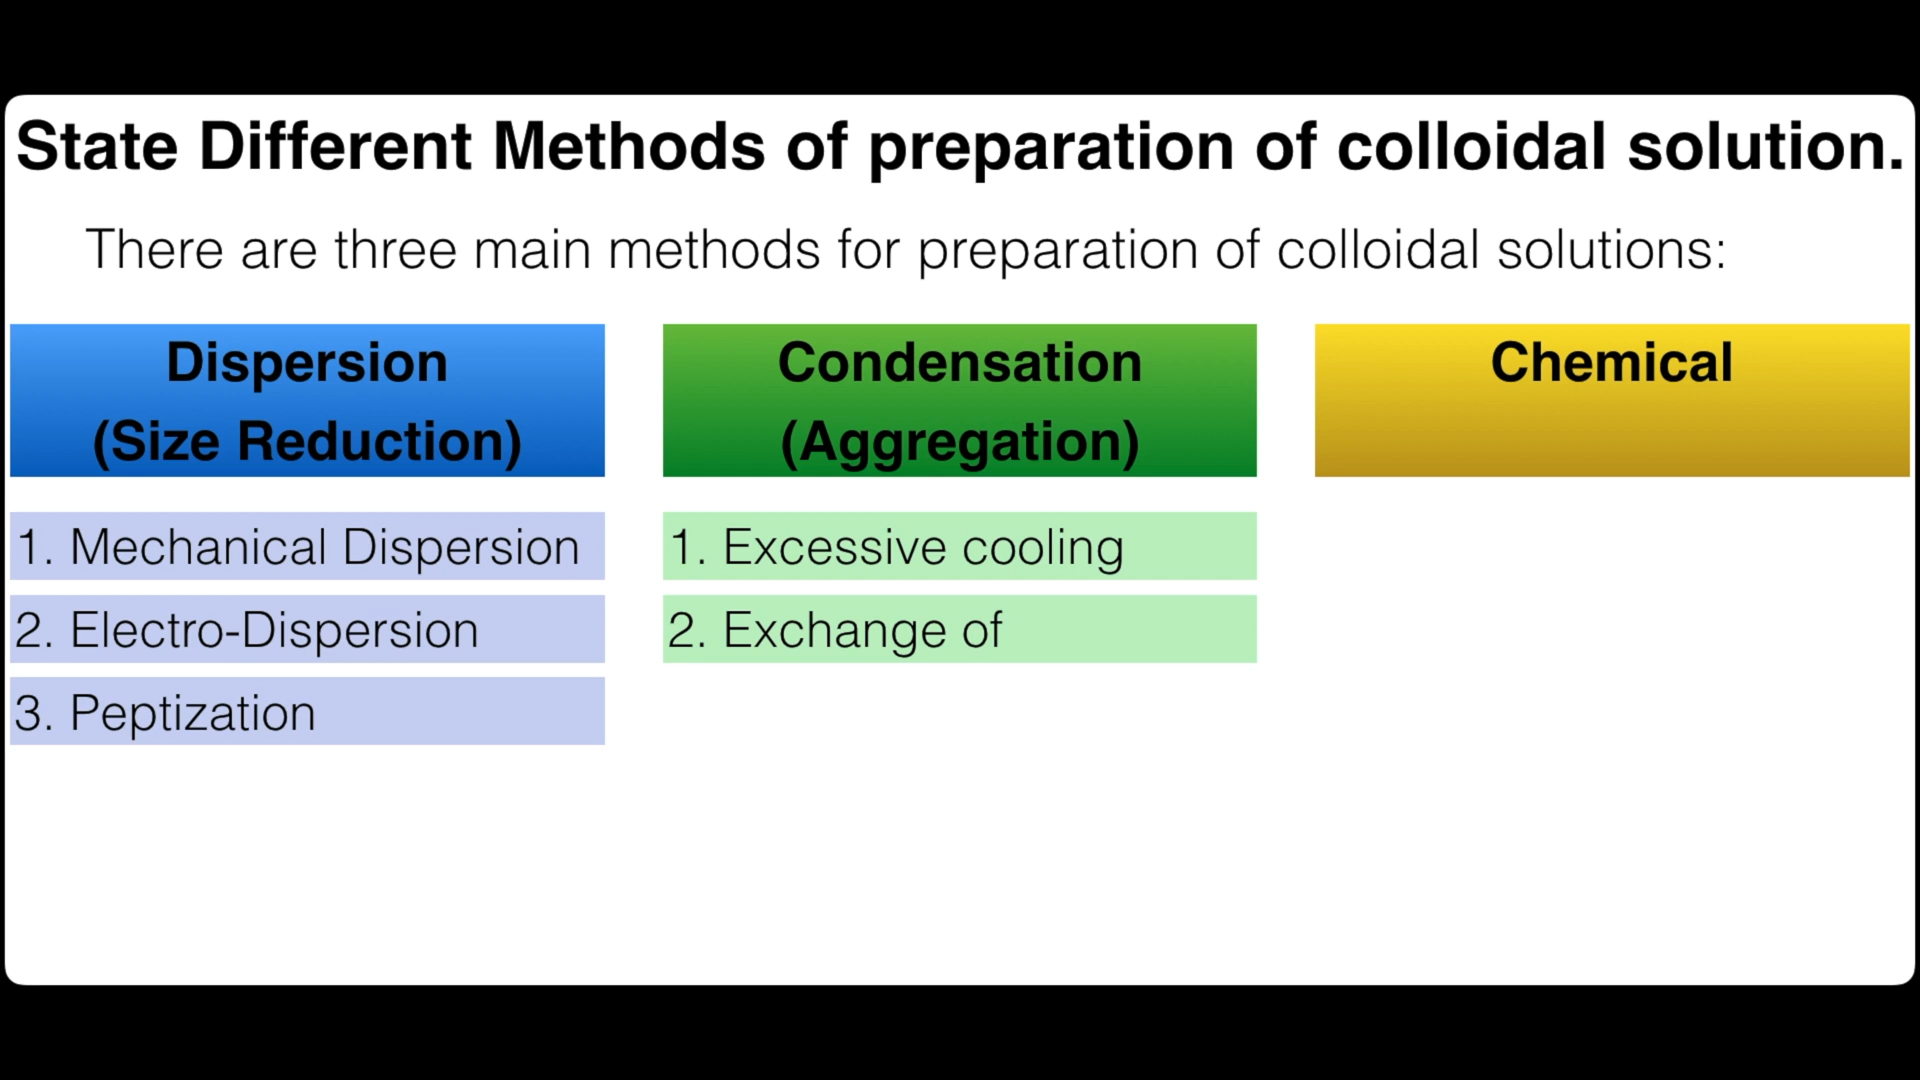 State Different Methods of preparation of colloidal solution.
There are three main methods for preparation of colloidal solutions:
Dispersion
(Size Reduction)
1. Mechanical Dispersion
2. Electro-Dispersion
3. Peptization
Condensation
(Aggregation)
1. Excessive cooling
2. Exchange of
Chemical